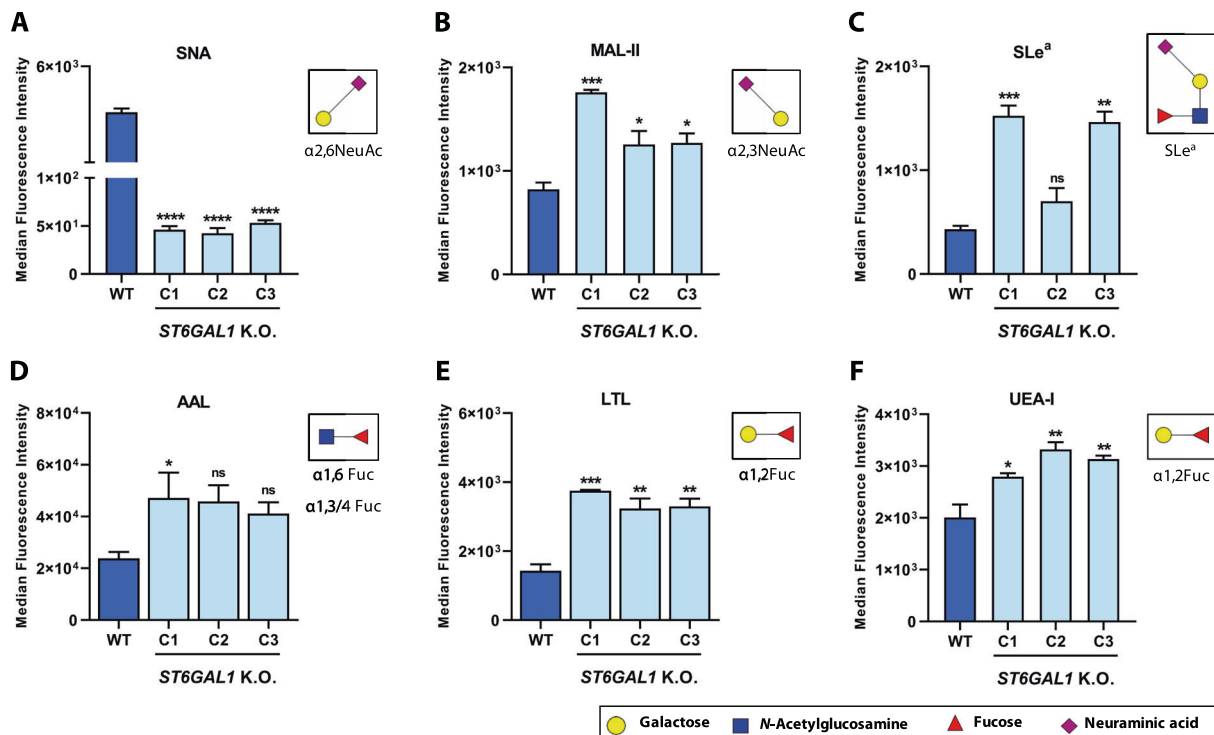 A
SNA
Median Fluorescence Intensity
6×10³
1×10²
5×10¹
0
****
****
****
WT
C1
C2
C3
ST6GAL1 K.O.
α2,6NeuAc
B
MAL-II
Median Fluorescence Intensity
2×10³
1×10³
0
***
*
*
WT
C1
C2
C3
ST6GAL1 K.O.
α2,3NeuAc
C
SLeᵃ
Median Fluorescence Intensity
2×10³
1×10³
0
***
ns
**
WT
C1
C2
C3
ST6GAL1 K.O.
SLeᵃ
D
AAL
Median Fluorescence Intensity
8×10⁴
6×10⁴
4×10⁴
2×10⁴
0
*
ns
ns
WT
C1
C2
C3
ST6GAL1 K.O.
α1,6 Fuc
α1,3/4 Fuc
E
LTL
Median Fluorescence Intensity
6×10³
4×10³
2×10³
0
***
**
**
WT
C1
C2
C3
ST6GAL1 K.O.
α1,2Fuc
F
UEA-I
Median Fluorescence Intensity
4×10³
3×10³
2×10³
1×10³
0
*
**
**
WT
C1
C2
C3
ST6GAL1 K.O.
α1,2Fuc
Galactose
N-Acetylglucosamine
Fucose
Neuraminic acid